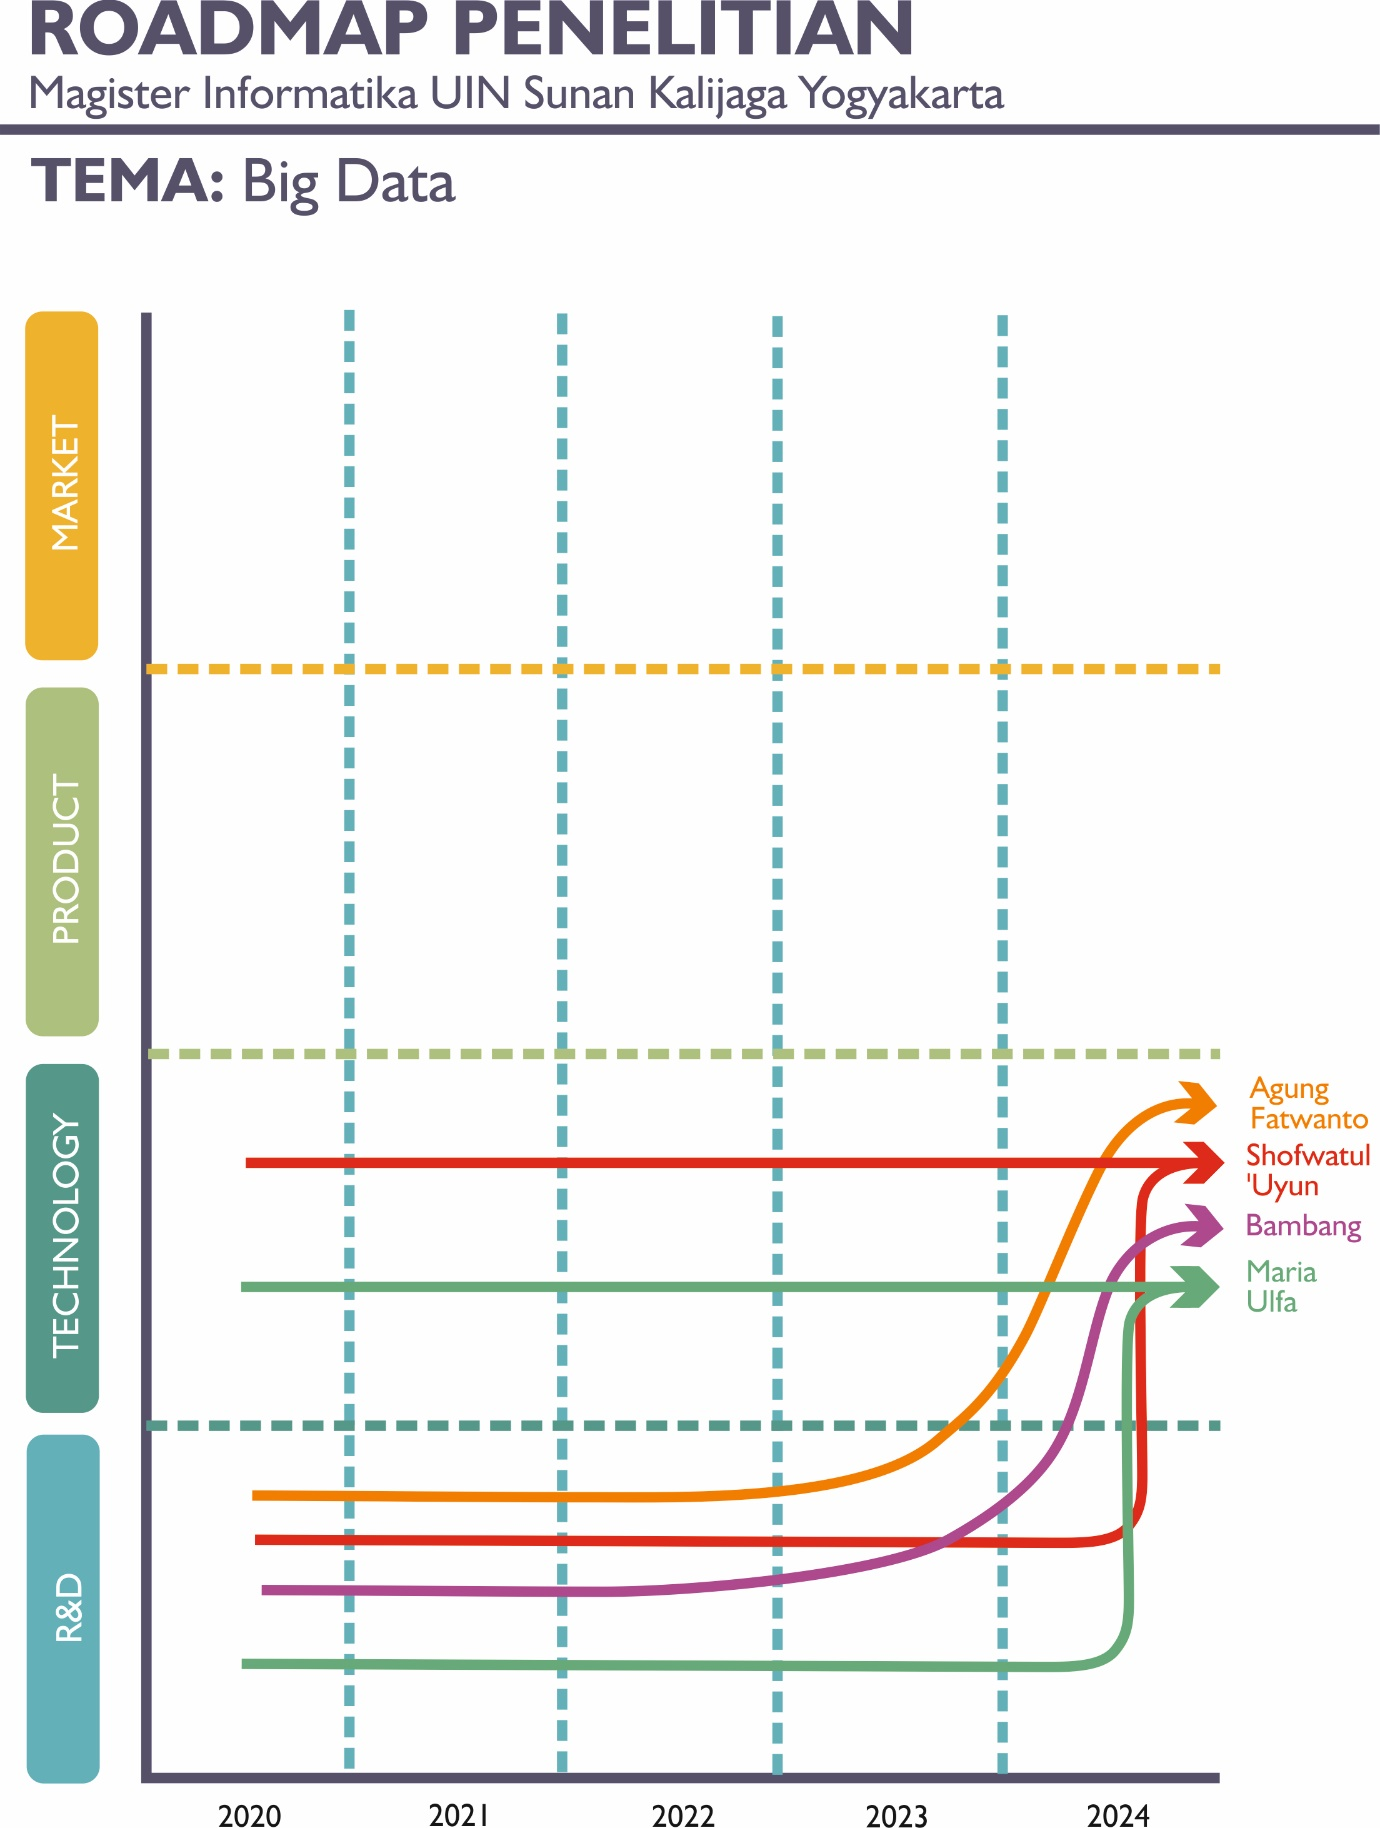 ROADMAP PENELITIAN
Magister Informatika UIN Sunan Kalijaga Yogyakarta
TEMA: Big Data
MARKET
PRODUCT
TECHNOLOGY
R&D
Agung
Fatwanto
Shofwatul
'Uyun
Bambang
Maria
Ulfa
2020 2021 2022 2023 2024